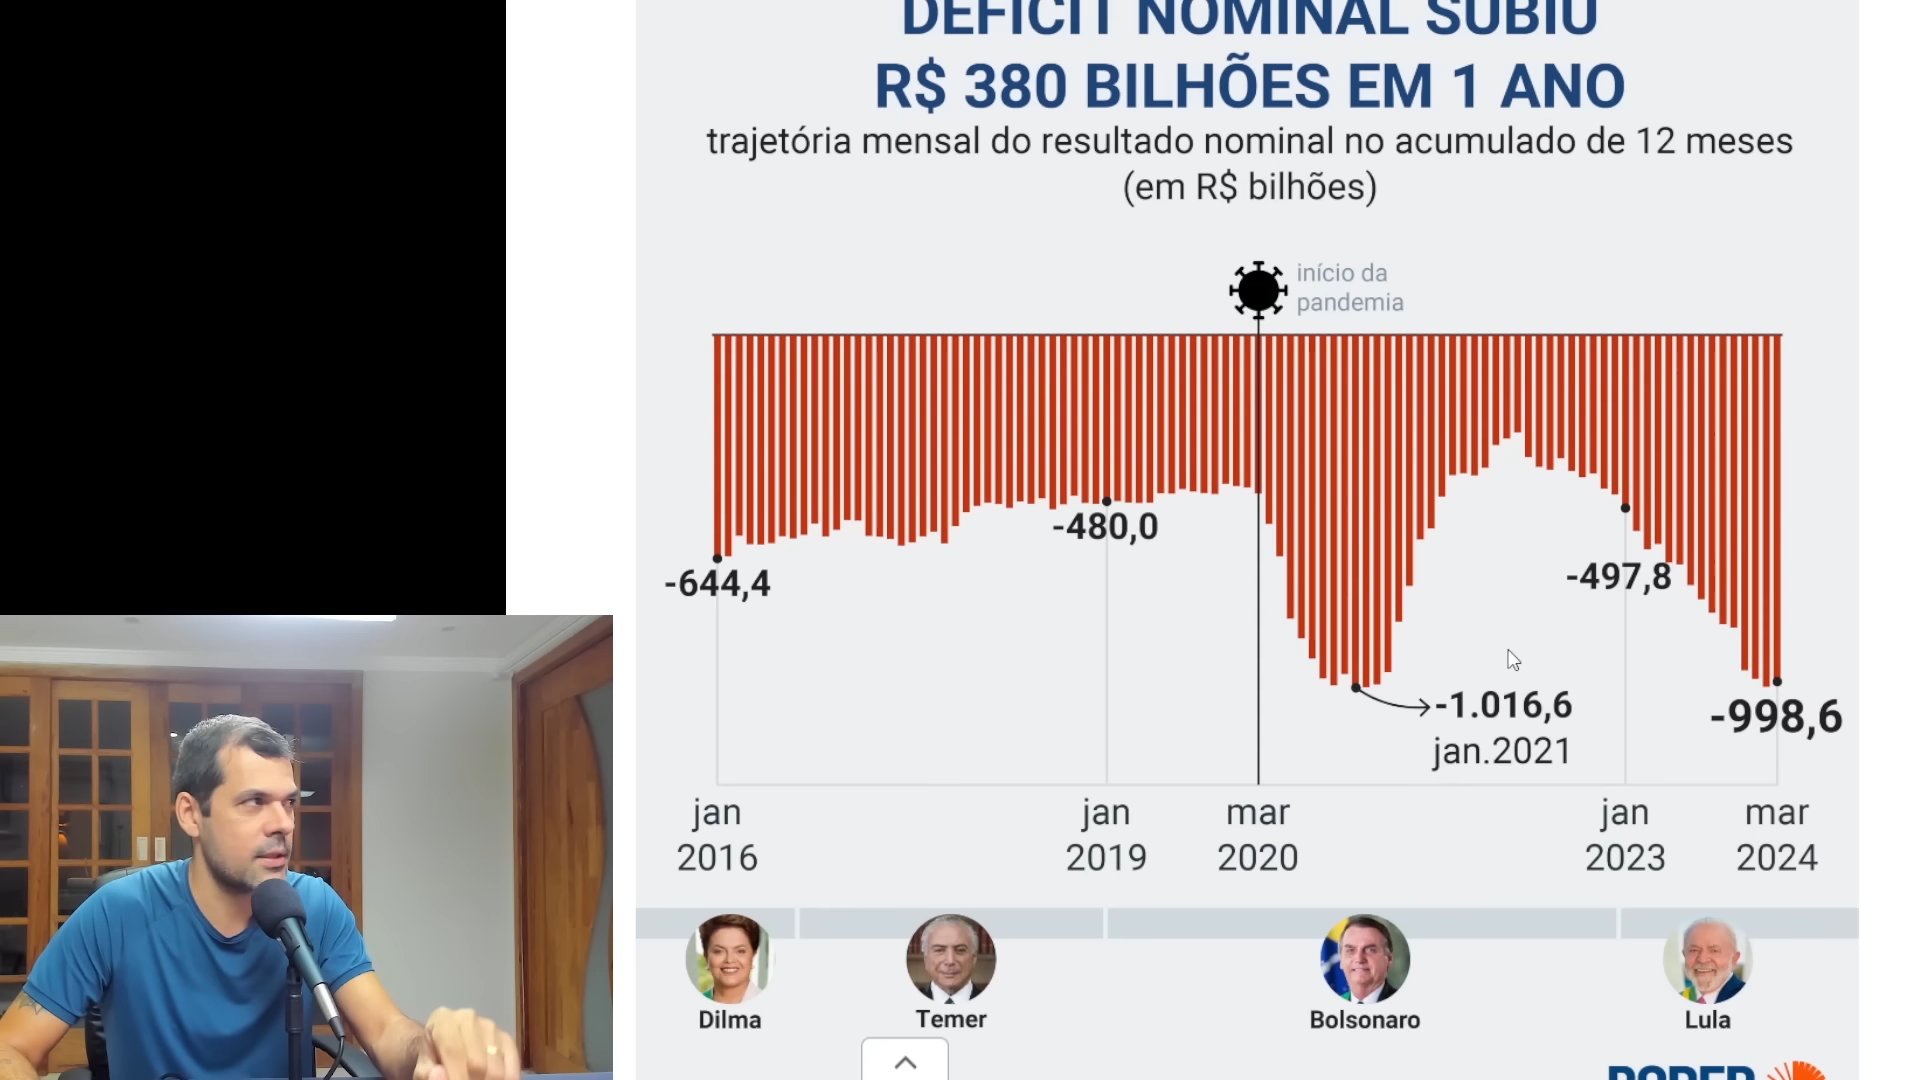 DÉFICIT NOMINAL SUBIU
R$ 380 BILHÕES EM 1 ANO
trajetória mensal do resultado nominal no acumulado de 12 meses
(em R$ bilhões)
início da
pandemia
-644,4
-480,0
-1.016,6
jan.2021
-497,8
-998,6
jan
2016
jan
2019
mar
2020
jan
2023
mar
2024
Dilma
Temer
Bolsonaro
Lula
PODER